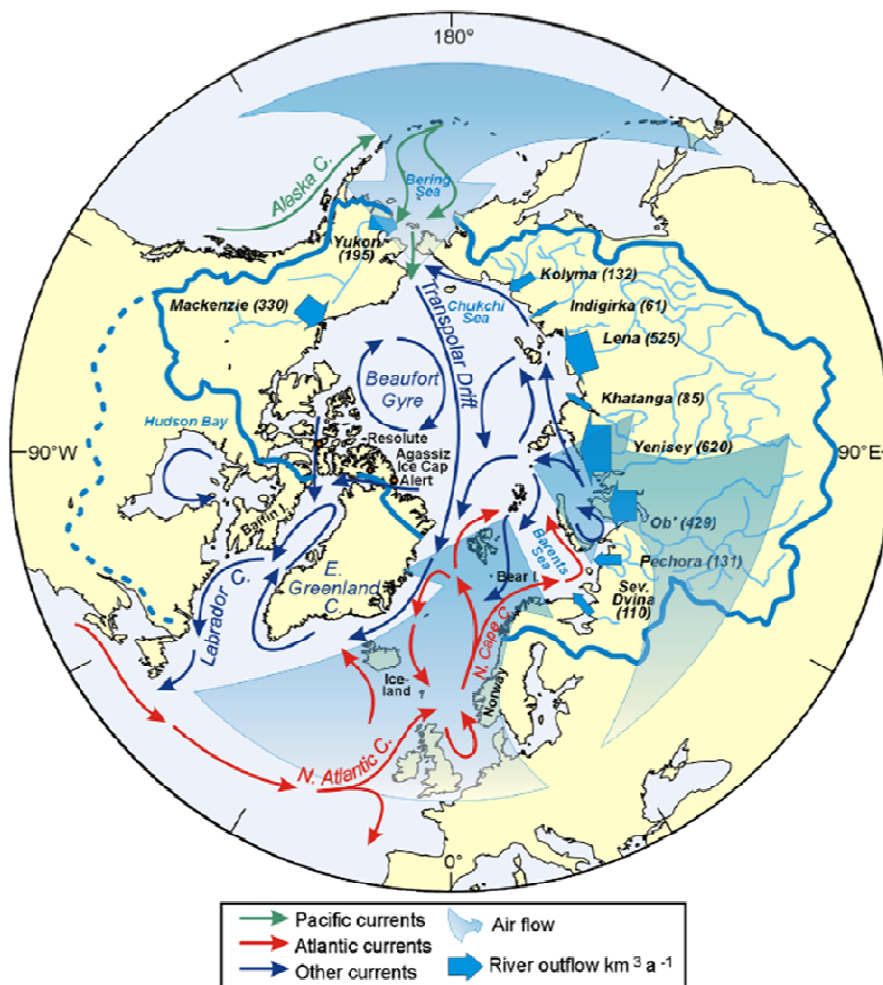 180°
Alaska C.
Bering
Sea
Yukon
(195)
Kolyma (132)
Mackenzie (330)
Transpolar Drift
Chukchi
Sea
Indigirka (61)
Lena (525)
Beaufort
Gyre
Khatanga (85)
Hudson Bay
Resolute
Agassiz
Ice Cap
Alert
Yenisey (620)
90°W
90°E
Baffin I.
Ob' (429)
Barents
Sea
Pechora (131)
E.
Greenland
C.
Bear I.
Sev.
Dvina
(110)
Labrador C.
N. Cape C.
Ice-
land
Norway
N. Atlantic C.
0°
Pacific currents
Atlantic currents
Other currents
Air flow
River outflow km³ a⁻¹